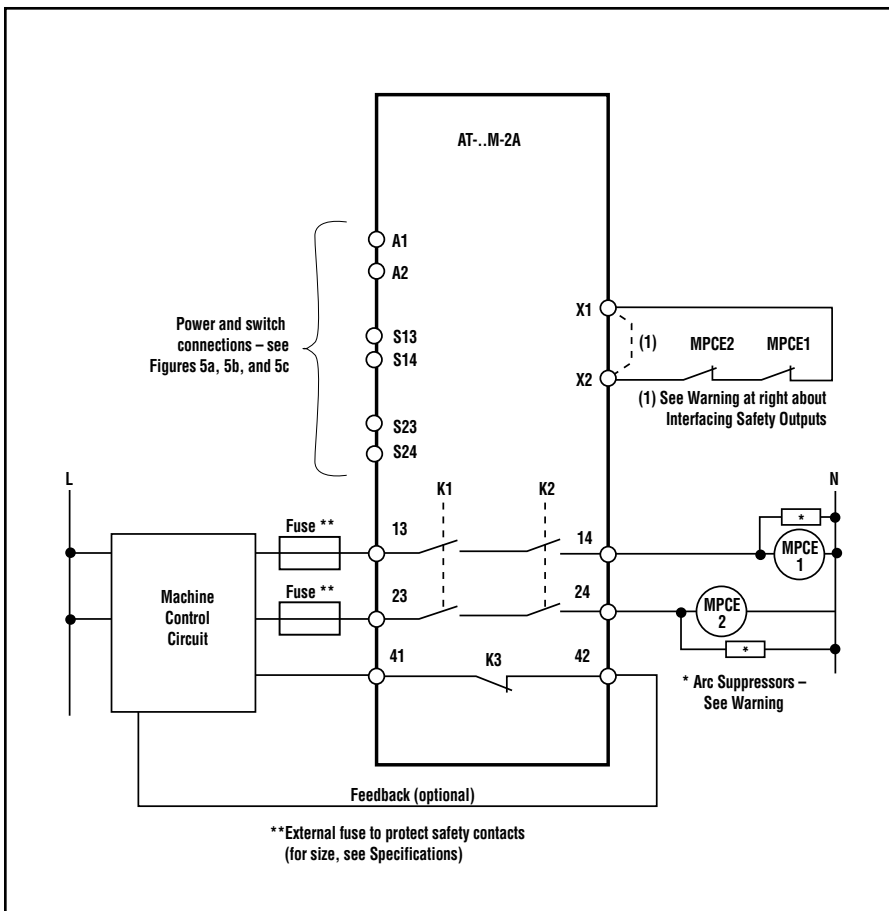 AT-..M-2A
A1
A2
Power and switch
connections – see
Figures 5a, 5b, and 5c
S13
S14
S23
S24
X1
(1)
MPCE2
MPCE1
X2
(1) See Warning at right about
Interfacing Safety Outputs
L
N
K1
K2
Fuse **
13
14
*
MPCE
1
Machine
Control
Circuit
Fuse **
23
24
MPCE
2
*
41
K3
42
* Arc Suppressors –
See Warning
Feedback (optional)
**External fuse to protect safety contacts
(for size, see Specifications)